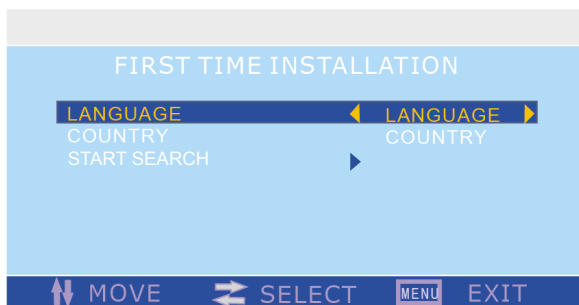 FIRST TIME INSTALLATION
LANGUAGE LANGUAGE
COUNTRY COUNTRY
START SEARCH
MOVE SELECT MENU EXIT